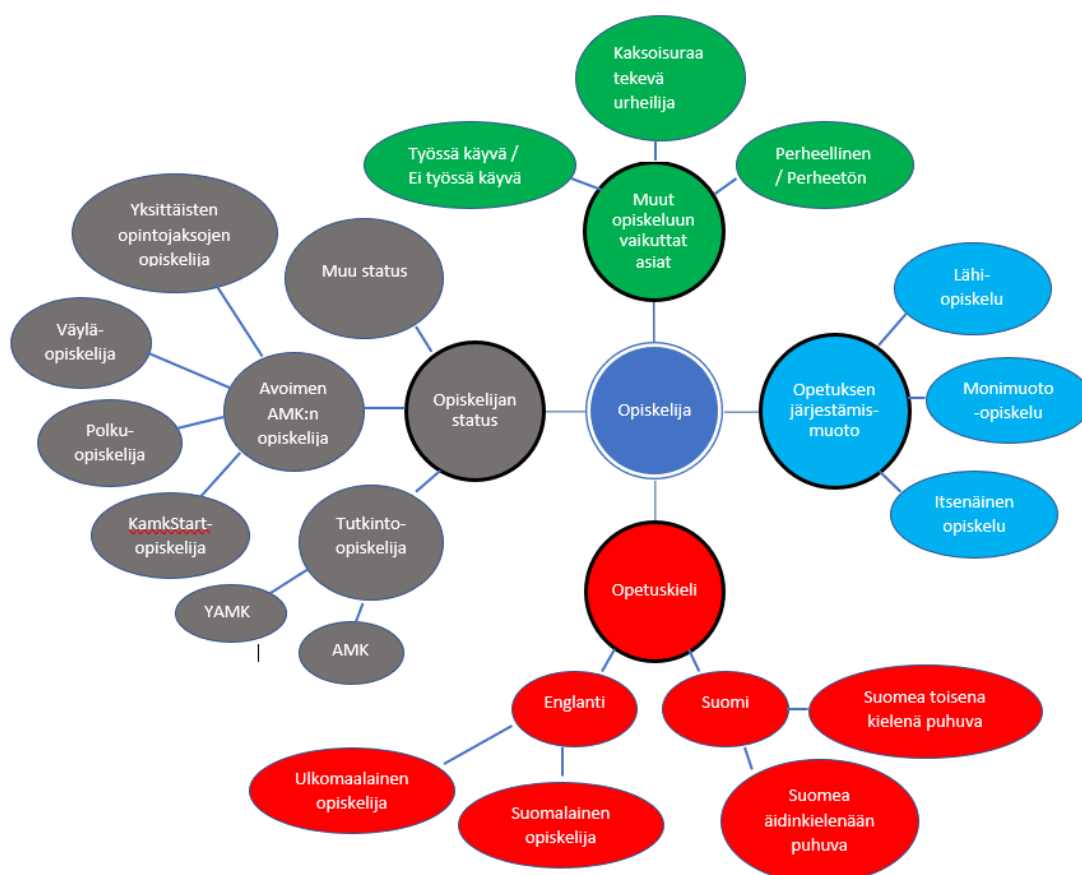 Kaksoisuraa
tekevä
urheilija
Työssä käyvä /
Ei työssä käyvä
Perheellinen
/ Perheetön
Muut
opiskeluun
vaikuttat
asiat
Yksittäisten
opintojaksojen
opiskelija
Muu status
Väylä-
opiskelija
Avoimen
AMK:n
opiskelija
Polku-
opiskelija
KamkStart-
opiskelija
Opiskelijan
status
Tutkinto-
opiskelija
YAMK
AMK
Opiskelija
Opetuksen
järjestämis-
muoto
Lähi-
opiskelu
Monimuoto
-opiskelu
Itsenäinen
opiskelu
Opetuskieli
Englanti
Suomi
Suomea toisena
kielenä puhuva
Ulkomaalainen
opiskelija
Suomalainen
opiskelija
Suomea
äidinkielenään
puhuva